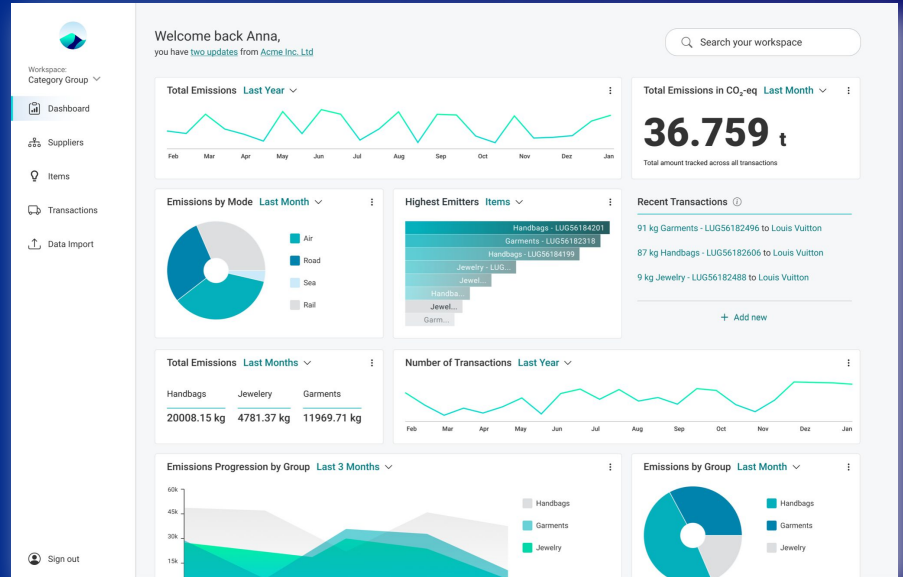 Welcome back Anna,
you have two updates from Acme Inc. Ltd
Search your workspace
Workspace:
Category Group
Dashboard
Suppliers
Items
Transactions
Data Import
Sign out
Total Emissions Last Year
Feb Mar Apr May Jun Jul Aug Sep Oct Nov Dez Jan
Total Emissions in CO₂-eq Last Month
36.759 t
Total amount tracked across all transactions
Emissions by Mode Last Month
Air
Road
Sea
Rail
Highest Emitters Items
Handbags - LUG56184201
Garments - LUG56182318
Handbags - LUG56184199
Jewelry - LUG...
Jewel...
Handba...
Jewel...
Garm...
Recent Transactions
91 kg Garments - LUG56182496 to Louis Vuitton
87 kg Handbags - LUG56182606 to Louis Vuitton
9 kg Jewelry - LUG56182488 to Louis Vuitton
+ Add new
Total Emissions Last Months
Handbags Jewelery Garments
20008.15 kg 4781.37 kg 11969.71 kg
Number of Transactions Last Year
Feb Mar Apr May Jun Jul Aug Sep Oct Nov Dez Jan
Emissions Progression by Group Last 3 Months
60k
45k
30k
15k
Handbags
Garments
Jewelry
Emissions by Group Last Month
Handbags
Garments
Jewelry